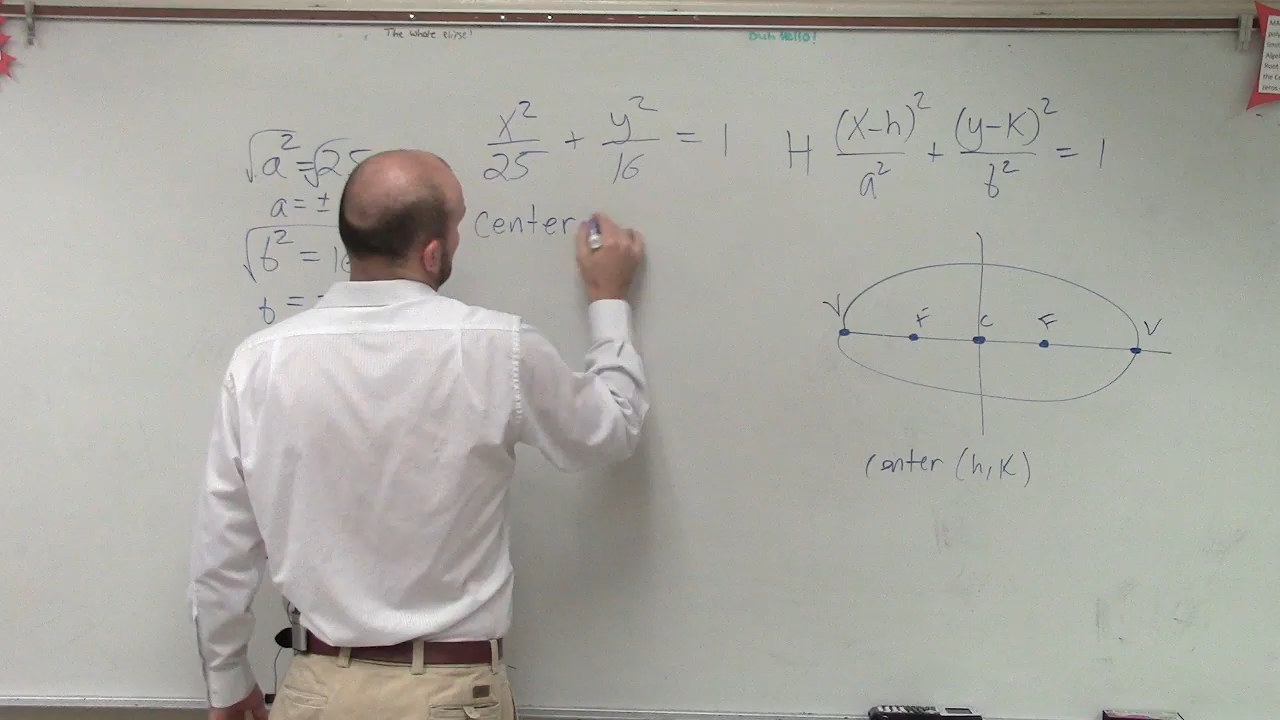 The whole elipse!
Duh Hello!
√a² = √25
a = ±
√b² = 16
b =
x²/25 + y²/16 = 1
Center
H (x-h)²/a² + (y-k)²/b² = 1
V F C F V
Center (h,k)